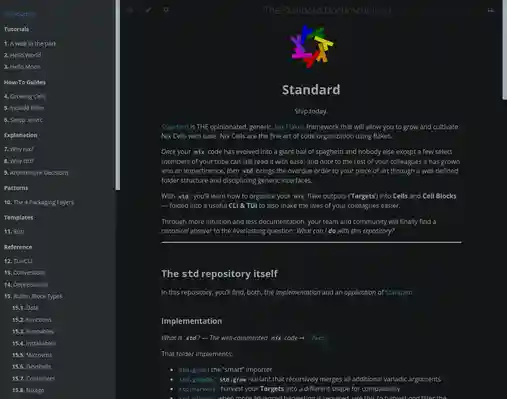 Tutorials
1. A Walk in the Park
2. Hello World
3. Hello Moon
How-To Guides
4. Growing Cells
5. Include Filter
6. Setup .envrc
Explanation
7. Why nix?
8. Why std?
9. Architecture Decisions
Patterns
10. The 4 Packaging Layers
Templates
11. Rust
Reference
12. TUI/CLI
13. Conventions
14. Deprecations
15. Builtin Block Types
15.1. Data
15.2. Functions
15.3. Runnables
15.4. Installables
15.5. Microvms
15.6. Devshells
15.7. Containers
15.8. Nixago
The Standard Book
Standard
Ship today.
Standard is THE opinionated, generic, Nix Flakes framework that will allow you to grow and cultivate
Nix Cells with ease. Nix Cells are the fine art of code organization using flakes.
Once your nix code has evolved into a giant ball of spaghetti and nobody else except a few select
members of your tribe can still read it with ease; and once to the rest of your colleagues it has grown
into an impertinence, then std brings the overdue order to your piece of art through a well-defined
folder structure and disciplining generic interfaces.
With std, you'll learn how to organize your nix flake outputs ('Targets') into Cells and Cell Blocks
— folded into a useful CLI & TUI to also make the lives of your colleagues easier.
Through more intuition and less documentation, your team and community will finally find a
canonical answer to the everlasting question: What can I do with this repository?
The std repository itself
In this repository, you'll find, both, the implementation and an application of Standard.
Implementation
What is std? — The well-commented nix code →
That folder implements:
• std.grow: the "smart" importer
• std.growOn: std.grow-variant that recursively merges all additional variadic arguments
• std.harvest: harvest your Targets into a different shape for compatibility